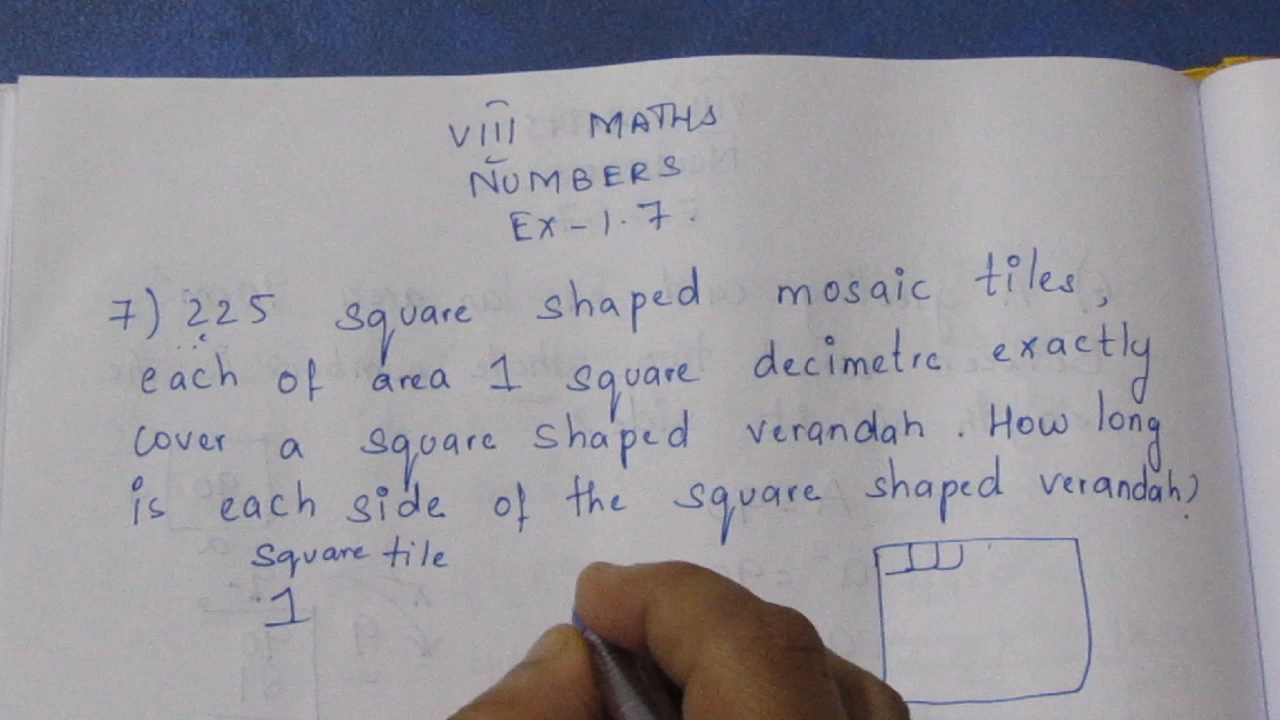 VIII MATHS
NUMBERS
Ex-1.7.
7) 225 square shaped mosaic tiles,
each of area 1 square decimetre exactly
cover a square shaped verandah. How long
is each side of the square shaped verandah?
square tile
1